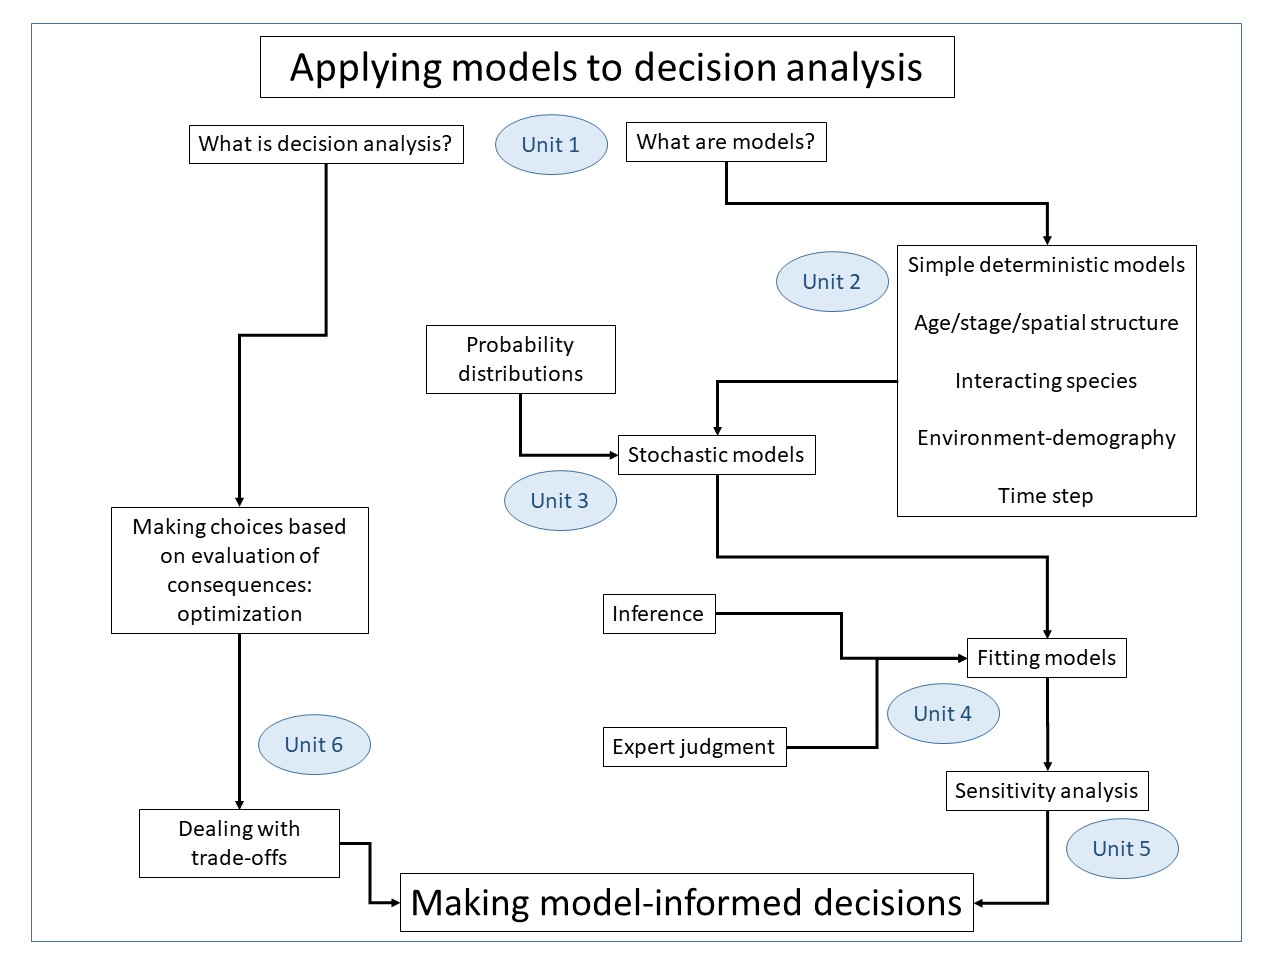 Applying models to decision analysis
What is decision analysis?
Unit 1
What are models?
Unit 2
Simple deterministic models
Age/stage/spatial structure
Interacting species
Environment-demography
Time step
Probability
distributions
Stochastic models
Unit 3
Making choices based
on evaluation of
consequences:
optimization
Inference
Fitting models
Unit 4
Expert judgment
Unit 6
Sensitivity analysis
Unit 5
Dealing with
trade-offs
Making model-informed decisions